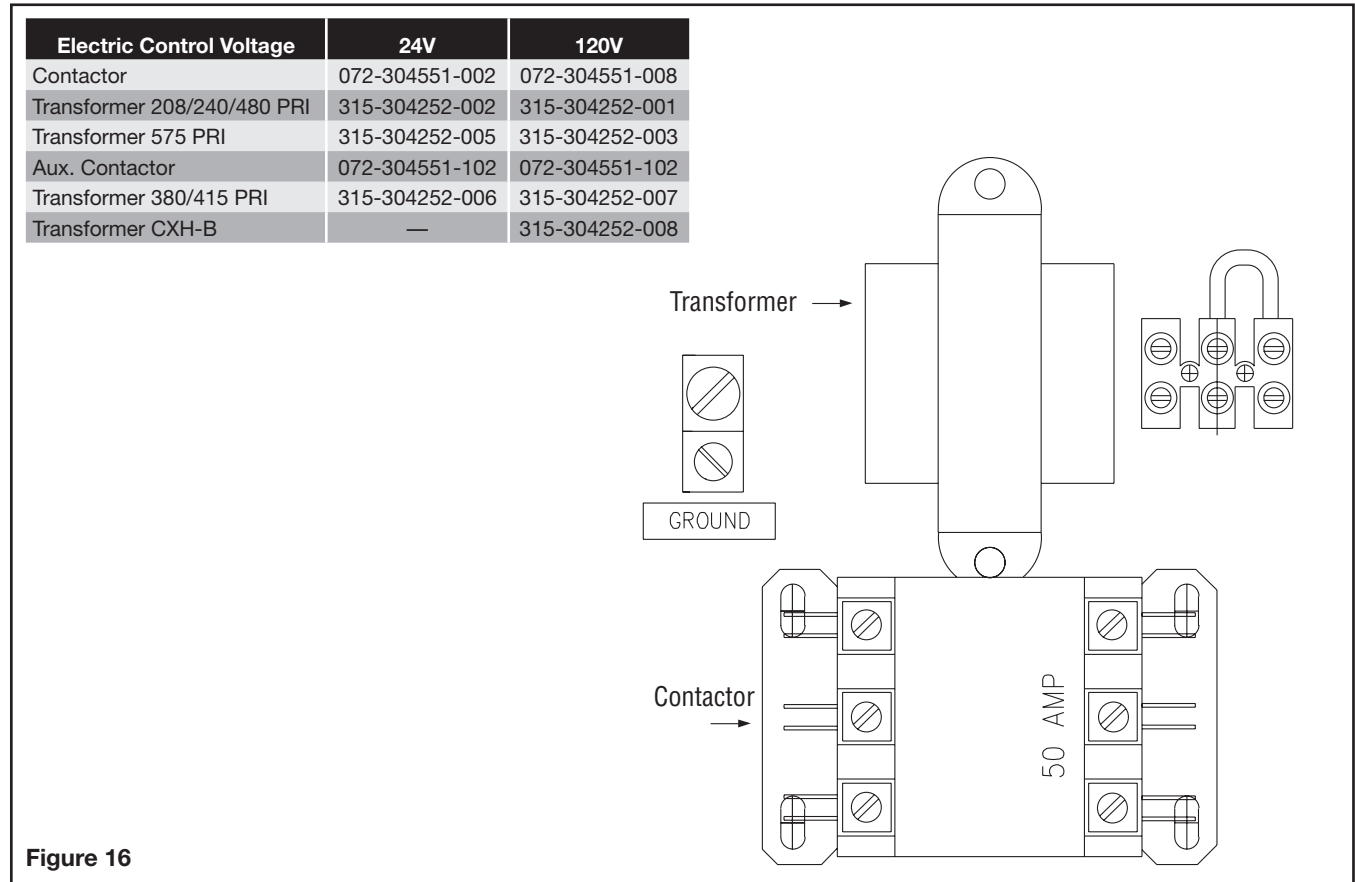 Electric Control Voltage 24V 120V
Contactor 072-304551-002 072-304551-008
Transformer 208/240/480 PRI 315-304252-002 315-304252-001
Transformer 575 PRI 315-304252-005 315-304252-003
Aux. Contactor 072-304551-102 072-304551-102
Transformer 380/415 PRI 315-304252-006 315-304252-007
Transformer CXH-B — 315-304252-008
Transformer
GROUND
Contactor
50 AMP
Figure 16